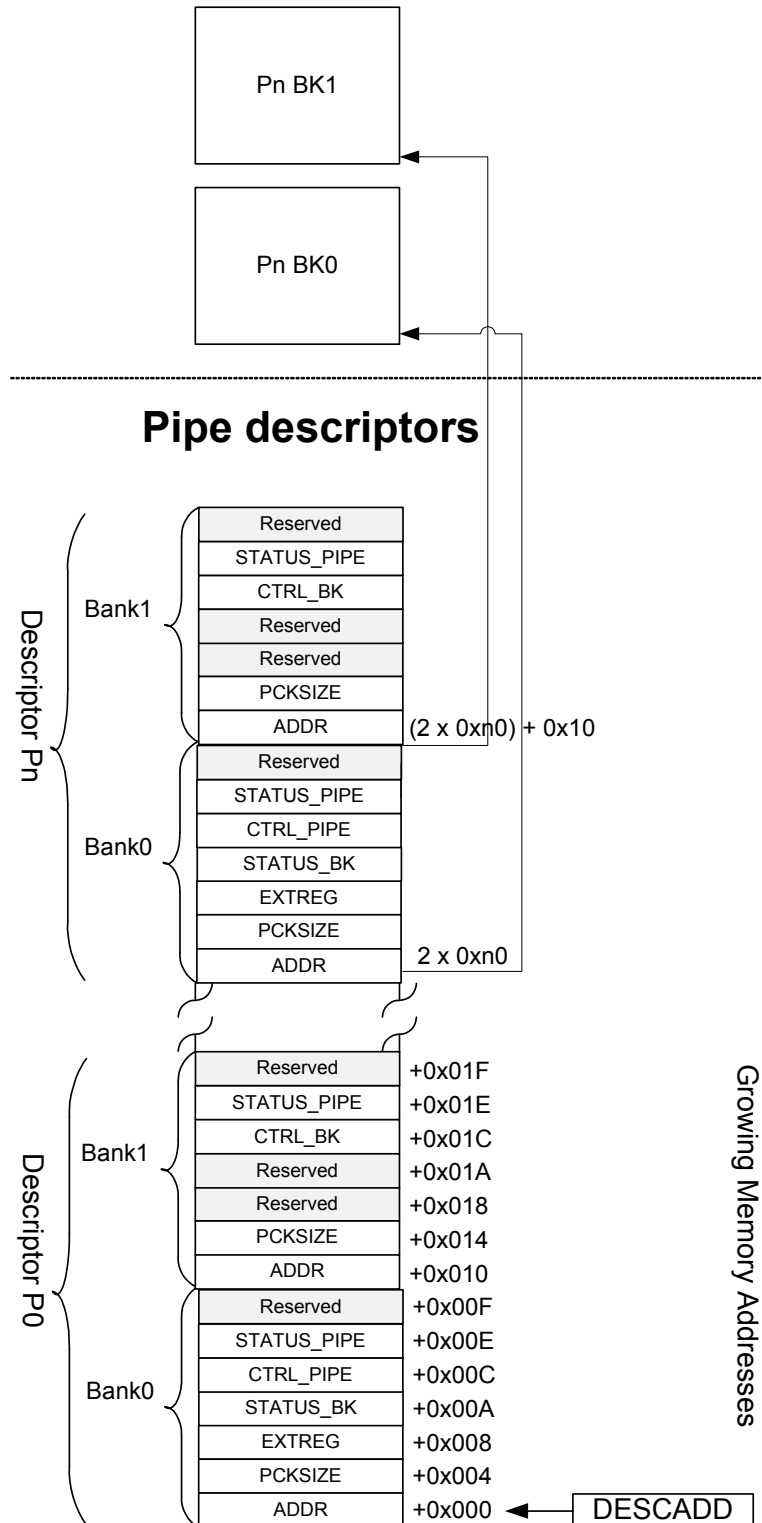 Pn BK1
Pn BK0
Pipe descriptors
Descriptor Pn
Bank1
Reserved
STATUS_PIPE
CTRL_BK
Reserved
Reserved
PCKSIZE
ADDR (2 x 0xn0) + 0x10
Bank0
Reserved
STATUS_PIPE
CTRL_PIPE
STATUS_BK
EXTREG
PCKSIZE
ADDR 2 x 0xn0
Descriptor P0
Bank1
Reserved +0x01F
STATUS_PIPE +0x01E
CTRL_BK +0x01C
Reserved +0x01A
Reserved +0x018
PCKSIZE +0x014
ADDR +0x010
Bank0
Reserved +0x00F
STATUS_PIPE +0x00E
CTRL_PIPE +0x00C
STATUS_BK +0x00A
EXTREG +0x008
PCKSIZE +0x004
ADDR +0x000 DESCADD
Growing Memory Addresses